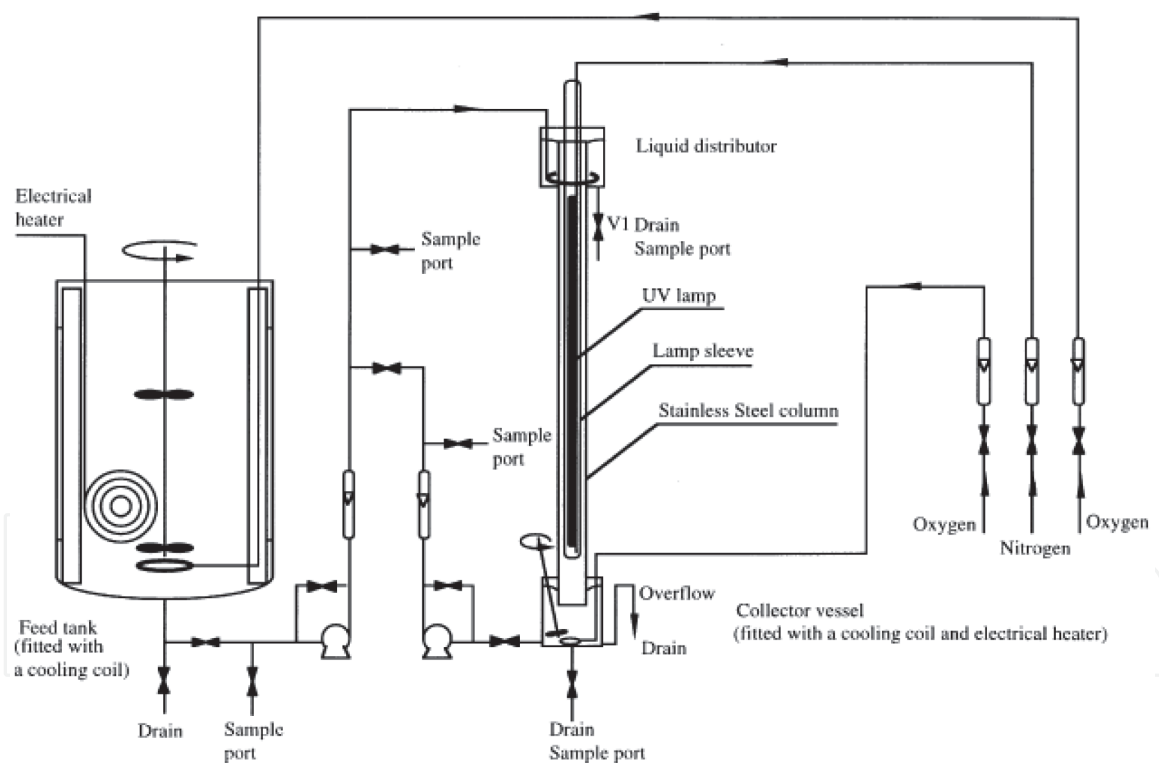 Liquid distributor
Electrical
heater
V1 Drain
Sample port
Sample
port
UV lamp
Lamp sleeve
Stainless Steel column
Sample
port
Oxygen
Nitrogen
Oxygen
Overflow
Drain
Collector vessel
(fitted with a cooling coil and electrical heater)
Feed tank
(fitted with
a cooling coil)
Drain
Sample
port
Drain
Sample port